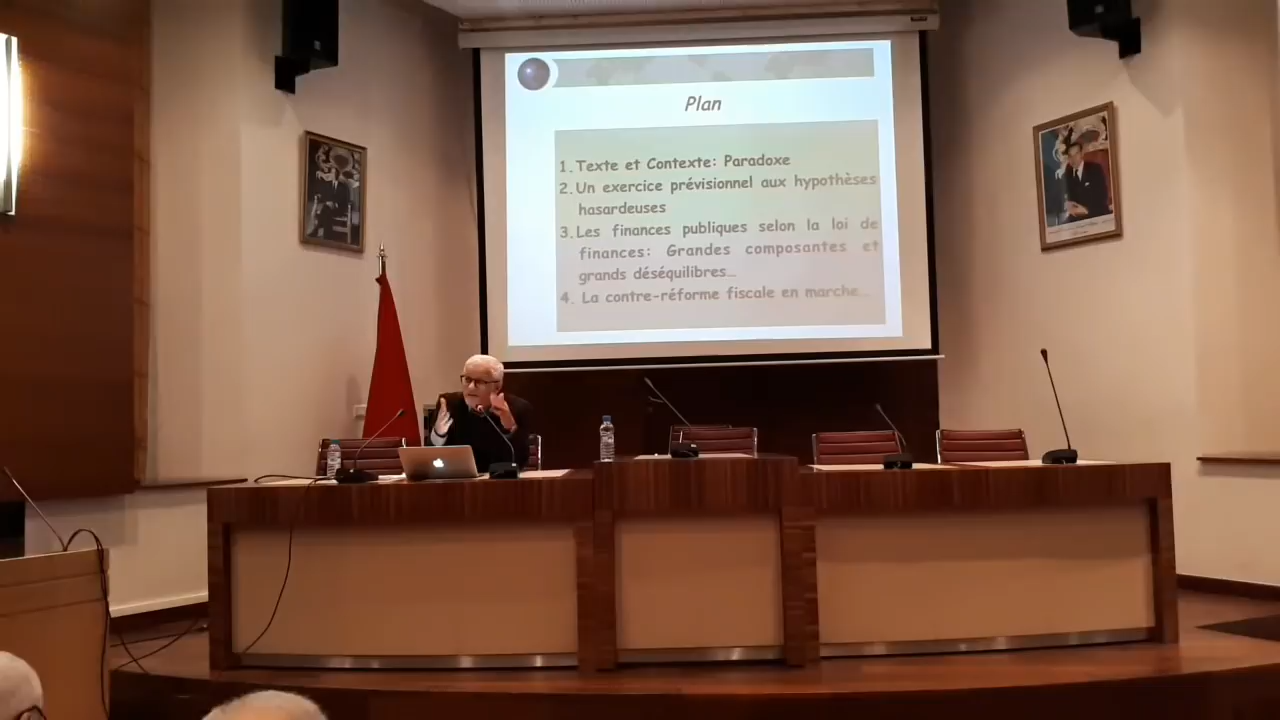 Plan
1. Texte et Contexte: Paradoxe
2. Un exercice prévisionnel aux hypothèses
hasardeuses
3. Les finances publiques selon la loi de
finances: Grandes composantes et
grands déséquilibres...
4. La contre-réforme fiscale en marche...